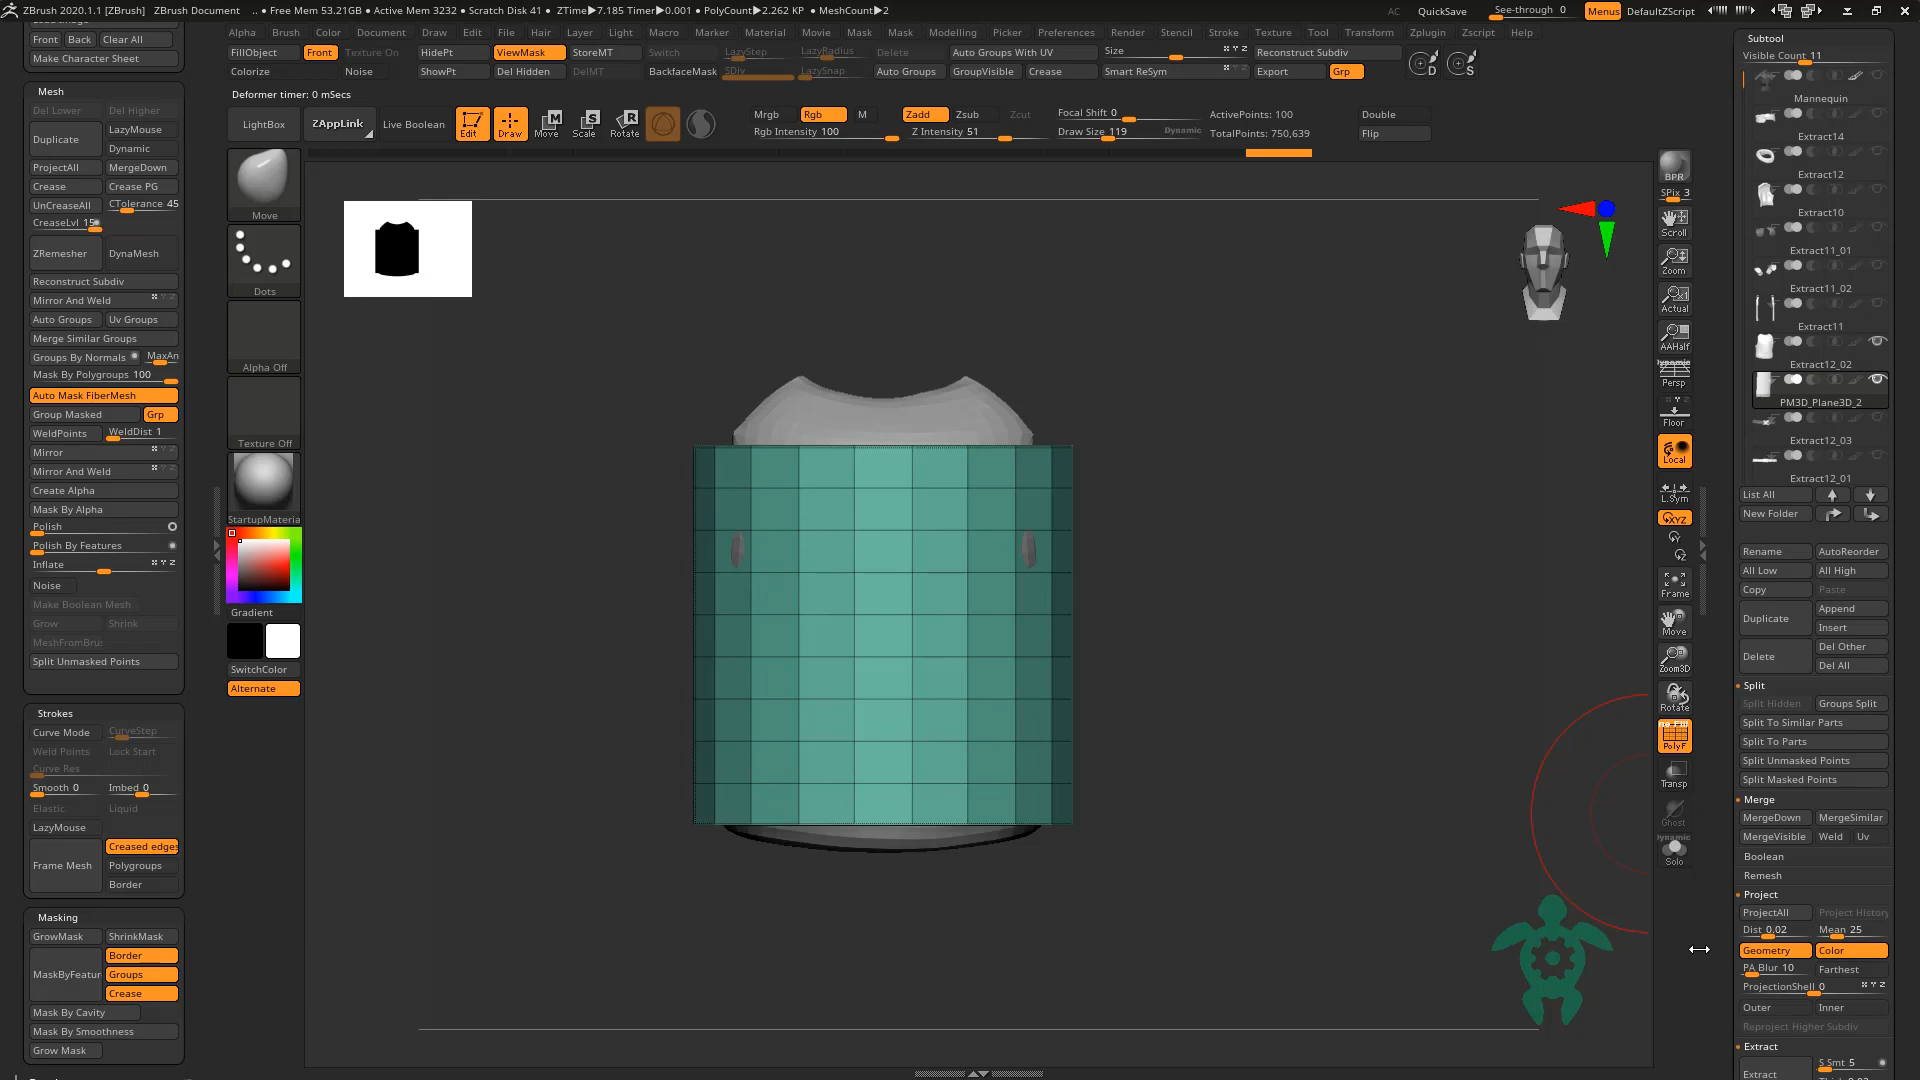 ZBrush 2020.1.1 [ZBrush] ZBrush Document .. ● Free Mem 53.21GB ● Active Mem 3232 ● Scratch Disk 41 ● ZTime▶7.185 Timer▶0.001 ● PolyCount▶2.262 KP ● MeshCount▶2 AC QuickSave See-through 0 Menus DefaultZScript
Alpha Brush Color Document Draw Edit File Hair Layer Light Macro Marker Material Movie Mask Mask Modelling Picker Preferences Render Stencil Stroke Texture Tool Transform Zplugin Zscript Help
FillObject Front Texture On HidePt ViewMask StoreMT Switch LazyStep LazyRadius Delete Auto Groups With UV Size X Y Z Reconstruct Subdiv
Colorize Noise ShowPt Del Hidden DelMT BackfaceMask SDiv LazySnap Auto Groups GroupVisible Crease Smart ReSym X Y Z Export Grp D S
Deformer timer: 0 mSecs
LightBox ZAppLink Live Boolean Edit Draw Move Scale Rotate
Mrgb Rgb M Zadd Zsub Zcut Focal Shift 0 ActivePoints: 100 Double
Rgb Intensity 100 Z Intensity 51 Draw Size 119 Dynamic TotalPoints: 750,639 Flip
Front Back Clear All
Make Character Sheet
Mesh
Del Lower Del Higher
Duplicate LazyMouse
Dynamic
ProjectAll MergeDown
Crease Crease PG
UnCreaseAll CTolerance 45
CreaseLvl 15
ZRemesher DynaMesh
Reconstruct Subdiv
Mirror And Weld
Auto Groups Uv Groups
Merge Similar Groups
Groups By Normals MaxAn
Mask By Polygroups 100
Auto Mask FiberMesh
Group Masked Grp
WeldPoints WeldDist 1
Mirror
Mirror And Weld
Create Alpha
Mask By Alpha
Polish
Polish By Features
Inflate
Noise
Make Boolean Mesh
Grow Shrink
MeshFromBru
Split Unmasked Points
Strokes
Curve Mode CurveStep
Weld Points Lock Start
Curve Res
Smooth 0 Imbed 0
Elastic Liquid
LazyMouse
Frame Mesh Creased edges
Polygroups
Border
Masking
GrowMask ShrinkMask
MaskByFeatur Border
Groups
Crease
Mask By Cavity
Mask By Smoothness
Grow Mask
Move
Dots
Alpha Off
Texture Off
StartupMateria
Gradient
SwitchColor
Alternate
BPR
SPix 3
Scroll
Zoom
Actual
AAHalf
Persp
Floor
Local
L.Sym
XYZ
Y
Z
Frame
Move
Zoom3D
Rotate
PolyF
Transp
Ghost
Dynamic
Solo
Subtool
Visible Count 11
Mannequin
Extract14
Extract12
Extract10
Extract11_01
Extract11_02
Extract11
Extract12_02
PM3D_Plane3D_2
Extract12_03
Extract12_01
List All
New Folder
Rename AutoReorder
All Low All High
Copy Paste
Duplicate Append
Insert
Delete Del Other
Del All
Split
Split Hidden Groups Split
Split To Similar Parts
Split To Parts
Split Unmasked Points
Split Masked Points
Merge
MergeDown MergeSimilar
MergeVisible Weld Uv
Boolean
Remesh
Project
ProjectAll Project History
Dist 0.02 Mean 25
Geometry Color
PA Blur 10 Farthest
ProjectionShell 0 X Y Z
Outer Inner
Reproject Higher Subdiv
Extract
Extract S Smt 5